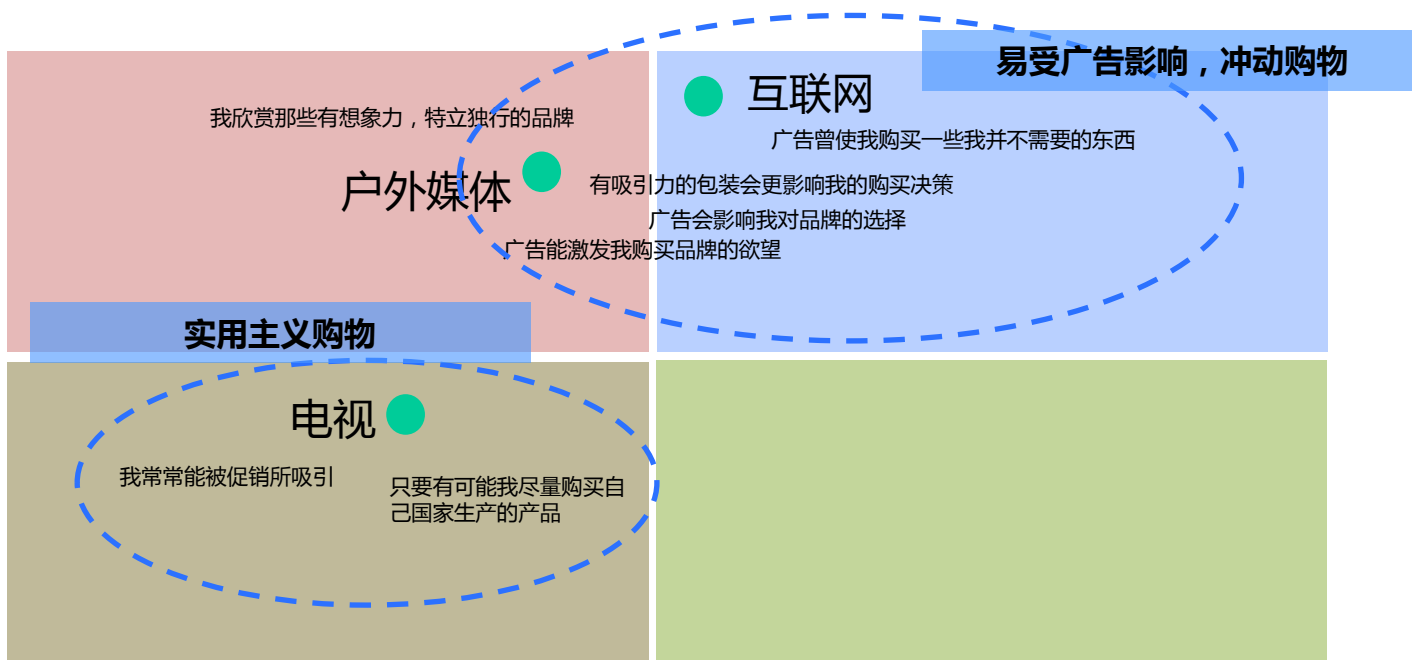 易受广告影响，冲动购物
互联网
我欣赏那些有想象力，特立独行的品牌
广告曾使我购买一些我并不需要的东西
户外媒体
有吸引力的包装会更影响我的购买决策
广告会影响我对品牌的选择
广告能激发我购买品牌的欲望
实用主义购物
电视
我常常能被促销所吸引
只要有可能我尽量购买自
己国家生产的产品